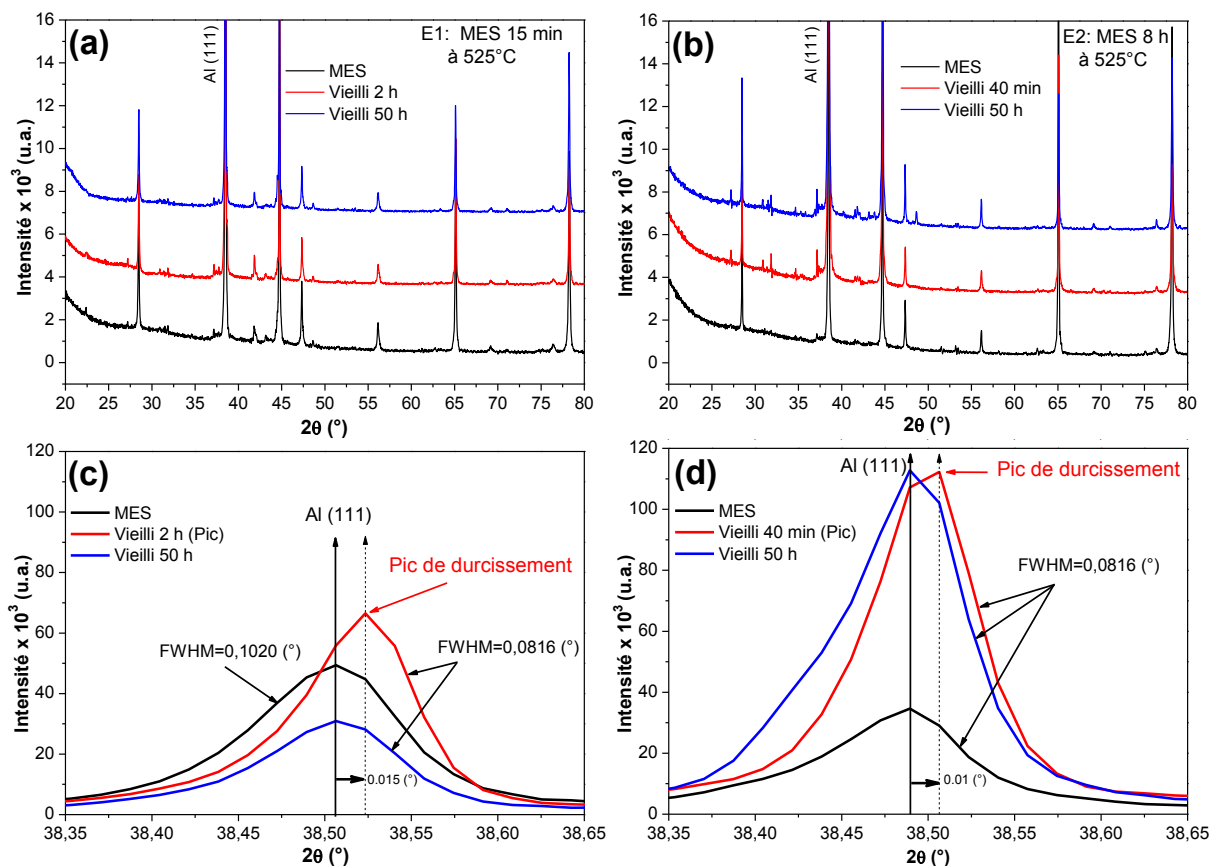 (a)
E1: MES 15 min
à 525°C
Al (111)
MES
Vieilli 2 h
Vieilli 50 h
Intensité x 10³ (u.a.)
16
14
12
10
8
6
4
2
0
20 25 30 35 40 45 50 55 60 65 70 75 80
2θ (°)
(b)
E2: MES 8 h
à 525°C
Al (111)
MES
Vieilli 40 min
Vieilli 50 h
Intensité x 10³ (u.a.)
16
14
12
10
8
6
4
2
0
20 25 30 35 40 45 50 55 60 65 70 75 80
2θ (°)
(c)
MES
Vieilli 2 h (Pic)
Vieilli 50 h
Al (111)
Pic de durcissement
FWHM=0,1020 (°)
FWHM=0,0816 (°)
0.015 (°)
Intensité x 10³ (u.a.)
120
100
80
60
40
20
0
38,35 38,40 38,45 38,50 38,55 38,60 38,65
2θ (°)
(d)
Al (111)
Pic de durcissement
MES
Vieilli 40 min (Pic)
Vieilli 50 h
FWHM=0,0816 (°)
0.01 (°)
Intensité x 10³ (u.a.)
120
100
80
60
40
20
0
38,35 38,40 38,45 38,50 38,55 38,60 38,65
2θ (°)